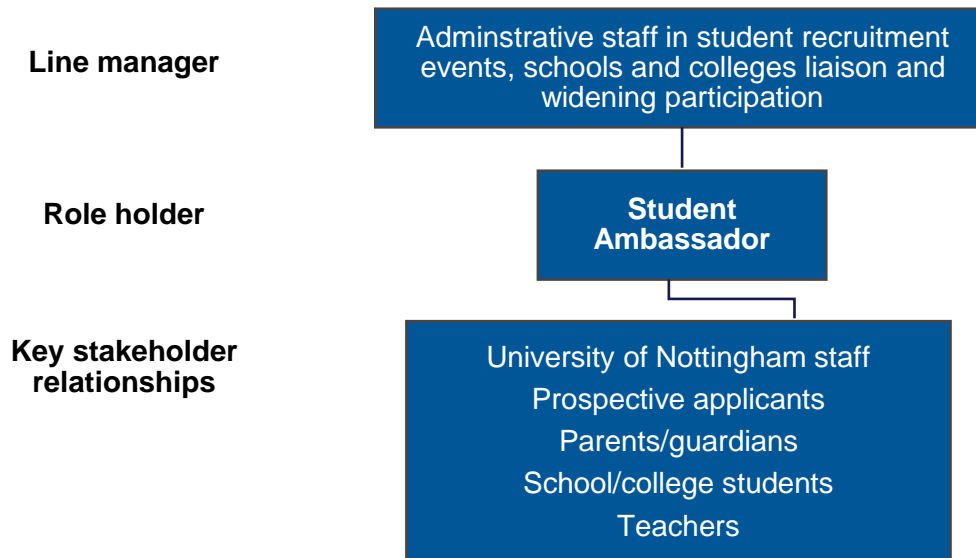 Line manager
Adminstrative staff in student recruitment
events, schools and colleges liaison and
widening participation
Role holder
Student
Ambassador
Key stakeholder
relationships
University of Nottingham staff
Prospective applicants
Parents/guardians
School/college students
Teachers